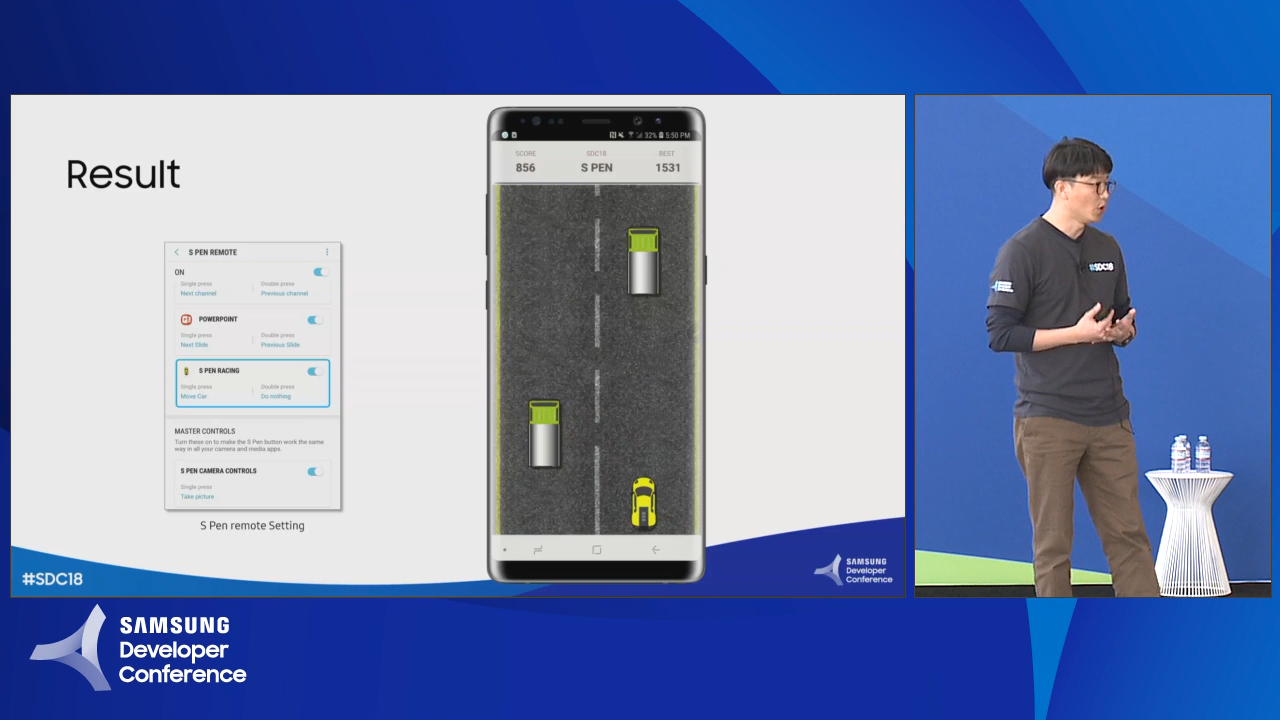 Result
S PEN REMOTE
ON
Single press
Double press
Next channel
Previous channel
POWERPOINT
Single press
Double press
Next Slide
Previous Slide
S PEN RACING
Single press
Double press
Move Car
Do nothing
MASTER CONTROLS
Turn these on to make the S Pen button work the same
way in all your camera and media apps.
S PEN CAMERA CONTROLS
Single press
Take picture
S Pen remote Setting
32% 5:50 PM
SCORE
SDC18
BEST
856
S PEN
1531
#SDC18
SAMSUNG
Developer
Conference
#SDC18
SAMSUNG
Developer
Conference